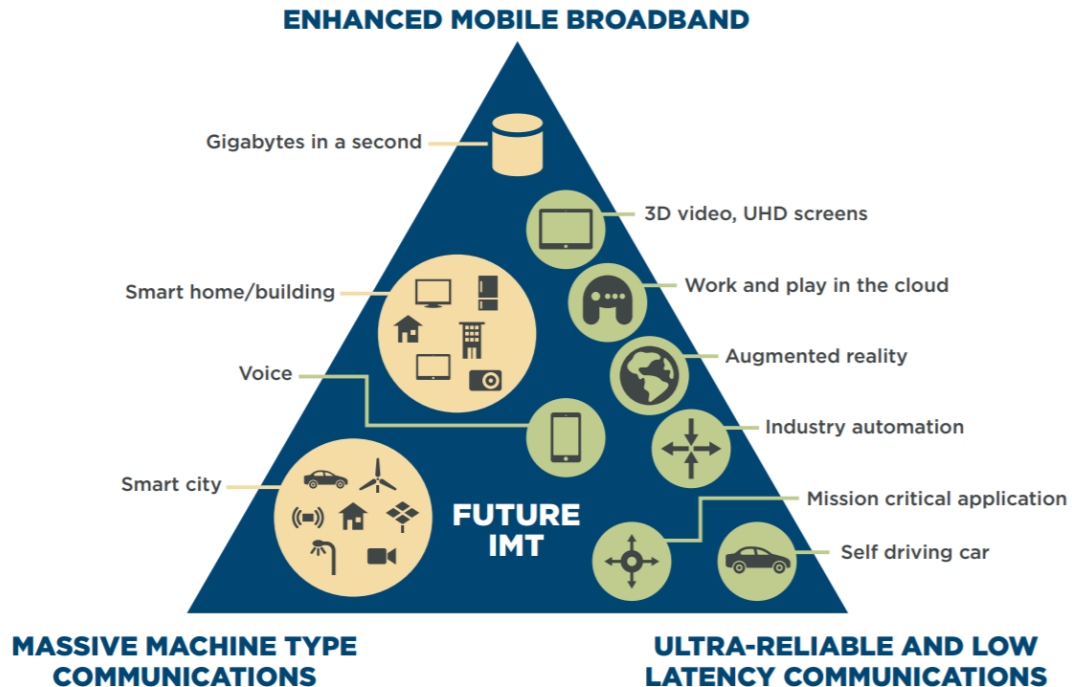 ENHANCED MOBILE BROADBAND
Gigabytes in a second
3D video, UHD screens
Smart home/building
Work and play in the cloud
Augmented reality
Voice
Industry automation
Smart city
Mission critical application
FUTURE
IMT
Self driving car
MASSIVE MACHINE TYPE
COMMUNICATIONS
ULTRA-RELIABLE AND LOW
LATENCY COMMUNICATIONS